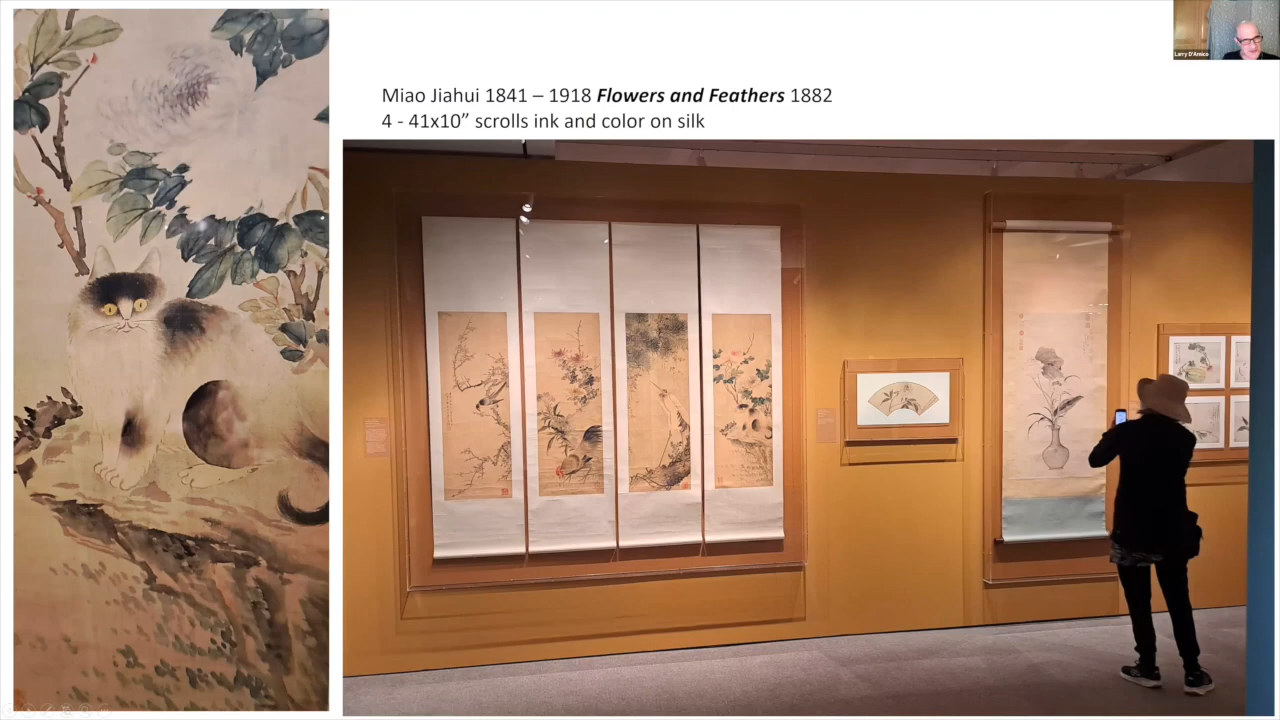 Larry D'Amico
Miao Jiahui 1841 – 1918 Flowers and Feathers 1882
4 - 41x10” scrolls ink and color on silk